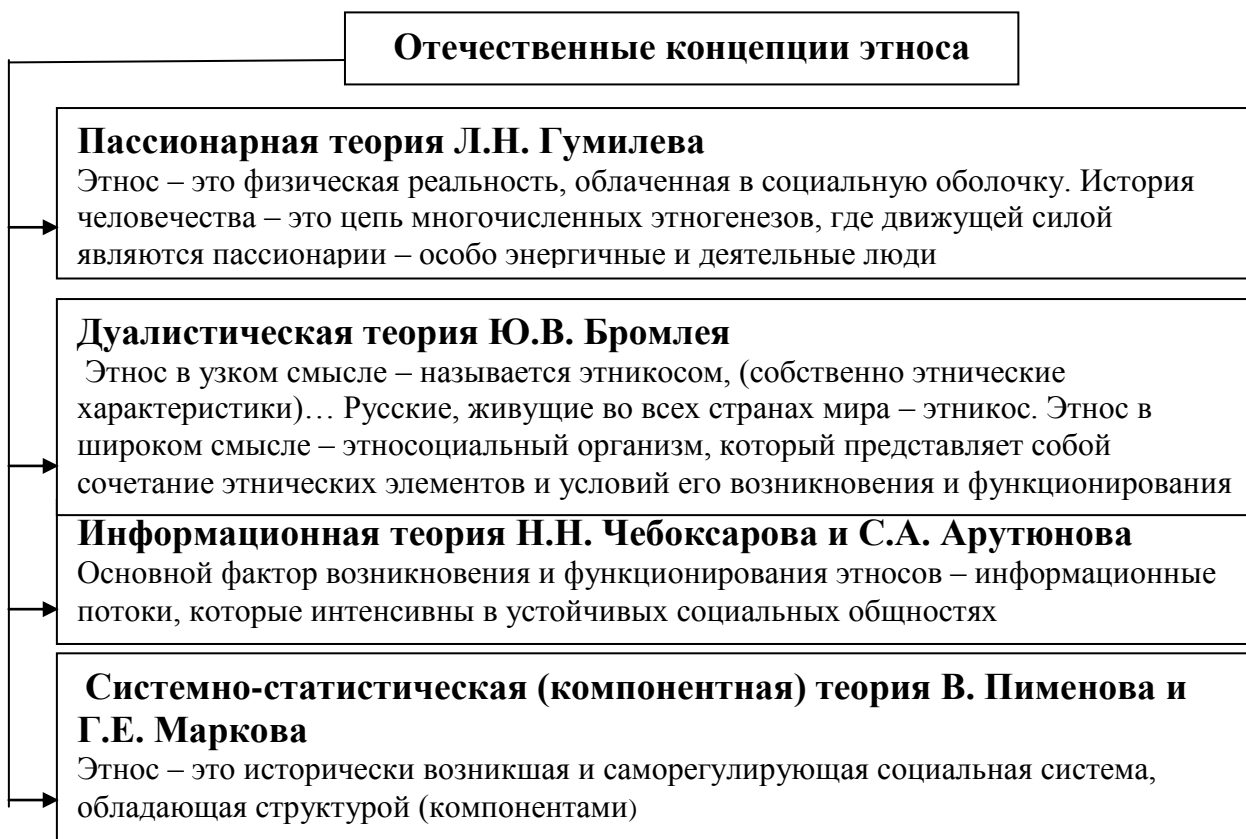 Отечественные концепции этноса
Пассионарная теория Л.Н. Гумилева
Этнос – это физическая реальность, облаченная в социальную оболочку. История
человечества – это цепь многочисленных этногенезов, где движущей силой
являются пассионарии – особо энергичные и деятельные люди
Дуалистическая теория Ю.В. Бромлея
Этнос в узком смысле – называется этникосом, (собственно этнические
характеристики)… Русские, живущие во всех странах мира – этникос. Этнос в
широком смысле – этносоциальный организм, который представляет собой
сочетание этнических элементов и условий его возникновения и функционирования
Информационная теория Н.Н. Чебоксарова и С.А. Арутюнова
Основной фактор возникновения и функционирования этносов – информационные
потоки, которые интенсивны в устойчивых социальных общностях
Системно-статистическая (компонентная) теория В. Пименова и
Г.Е. Маркова
Этнос – это исторически возникшая и саморегулирующая социальная система,
обладающая структурой (компонентами)